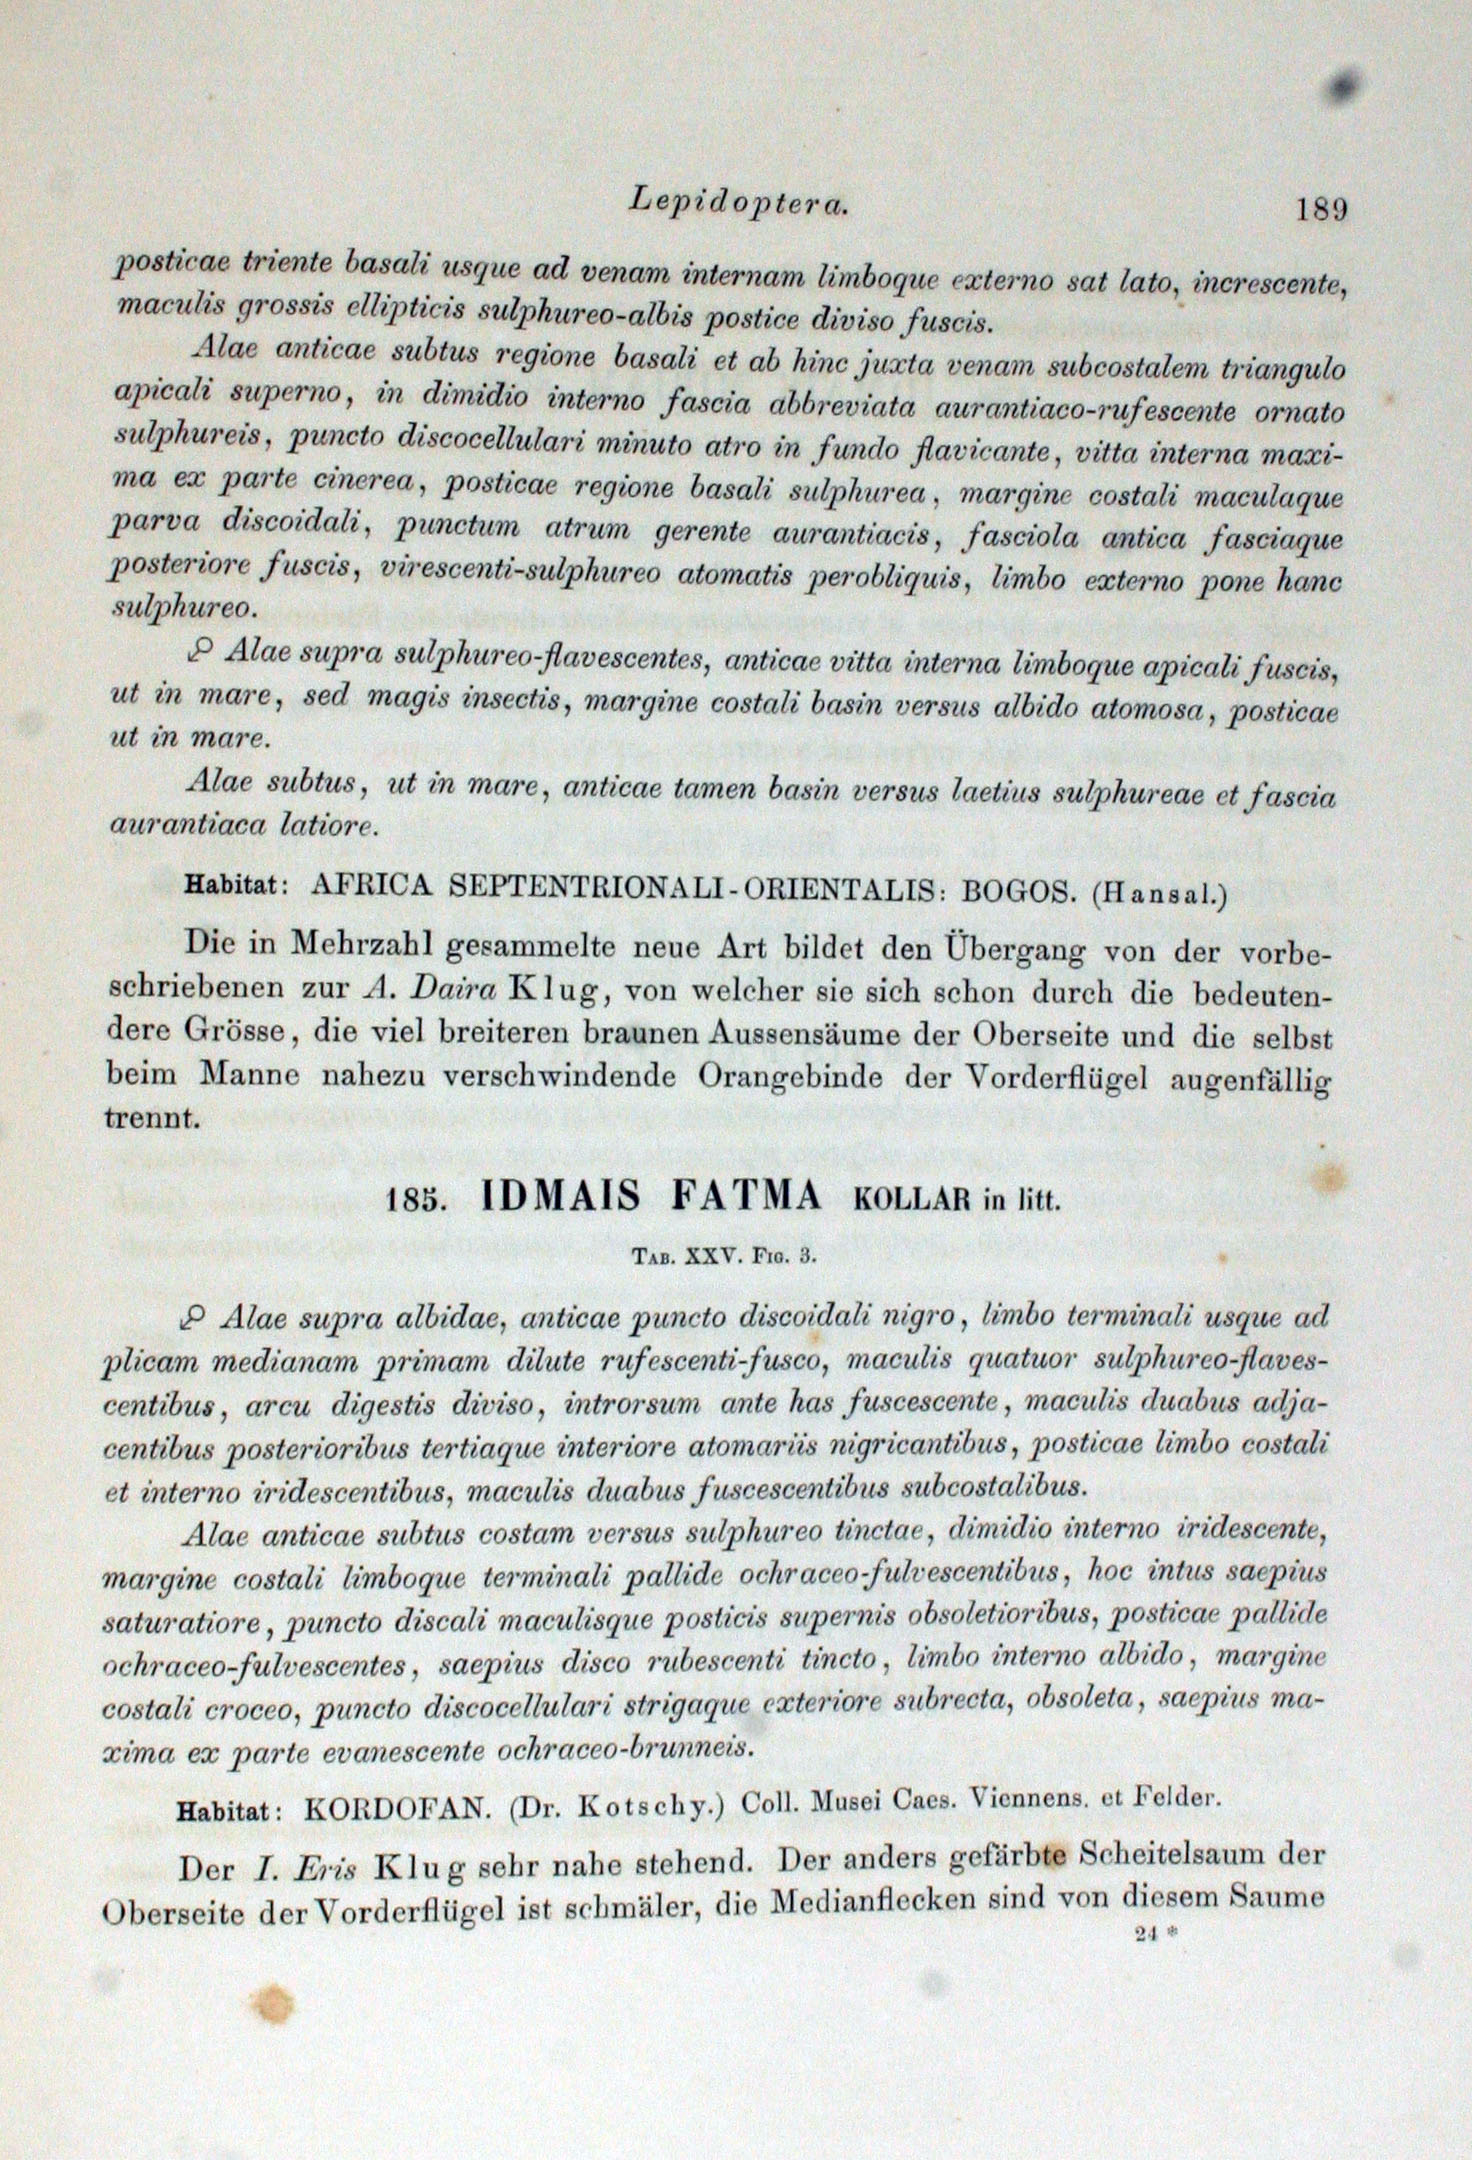 Lepidoptera. 189
posticae triente basali usque ad venam internam limboque externo sat lato, increscente,
maculis grossis ellipticis sulphureo-albis postice diviso fuscis.
Alae anticae subtus regione basali et ab hinc juxta venam subcostalem triangulo
apicali superno, in dimidio interno fascia abbreviata aurantiaco-rufescente ornato
sulphureis, puncto discocellulari minuto atro in fundo flavicante, vitta interna maxi-
ma ex parte cinerea, posticae regione basali sulphurea, margine costali maculaque
parva discoidali, punctum atrum gerente aurantiacis, fasciola antica fasciaque
posteriore fuscis, virescenti-sulphureo atomatis perobliquis, limbo externo pone hanc
sulphureo.
♀ Alae supra sulphureo-flavescentes, anticae vitta interna limboque apicali fuscis,
ut in mare, sed magis insectis, margine costali basin versus albido atomosa, posticae
ut in mare.
Alae subtus, ut in mare, anticae tamen basin versus laetius sulphureae et fascia
aurantiaca latiore.
Habitat: AFRICA SEPTENTRIONALI-ORIENTALIS: BOGOS. (Hansal.)
Die in Mehrzahl gesammelte neue Art bildet den Übergang von der vorbe-
schriebenen zur A. Daira Klug, von welcher sie sich schon durch die bedeuten-
dere Grösse, die viel breiteren braunen Aussensäume der Oberseite und die selbst
beim Manne nahezu verschwindende Orangebinde der Vorderflügel augenfällig
trennt.
185. IDMAIS FATMA KOLLAR in litt.
TAB. XXV. FIG. 3.
♀ Alae supra albidae, anticae puncto discoidali nigro, limbo terminali usque ad
plicam medianam primam dilute rufescenti-fusco, maculis quatuor sulphureo-flaves-
centibus, arcu digestis diviso, introrsum ante has fuscescente, maculis duabus adja-
centibus posterioribus tertiaque interiore atomariis nigricantibus, posticae limbo costali
et interno iridescentibus, maculis duabus fuscescentibus subcostalibus.
Alae anticae subtus costam versus sulphureo tinctae, dimidio interno iridescente,
margine costali limboque terminali pallide ochraceo-fulvescentibus, hoc intus saepius
saturatiore, puncto discali maculisque posticis supernis obsoletioribus, posticae pallide
ochraceo-fulvescentes, saepius disco rubescenti tincto, limbo interno albido, margine
costali croceo, puncto discocellulari strigaque exteriore subrecta, obsoleta, saepius ma-
xima ex parte evanescente ochraceo-brunneis.
Habitat: KORDOFAN. (Dr. Kotschy.) Coll. Musei Caes. Viennens. et Felder.
Der I. Eris Klug sehr nahe stehend. Der anders gefärbte Scheitelsaum der
Oberseite der Vorderflügel ist schmäler, die Medianflecken sind von diesem Saume
24 *